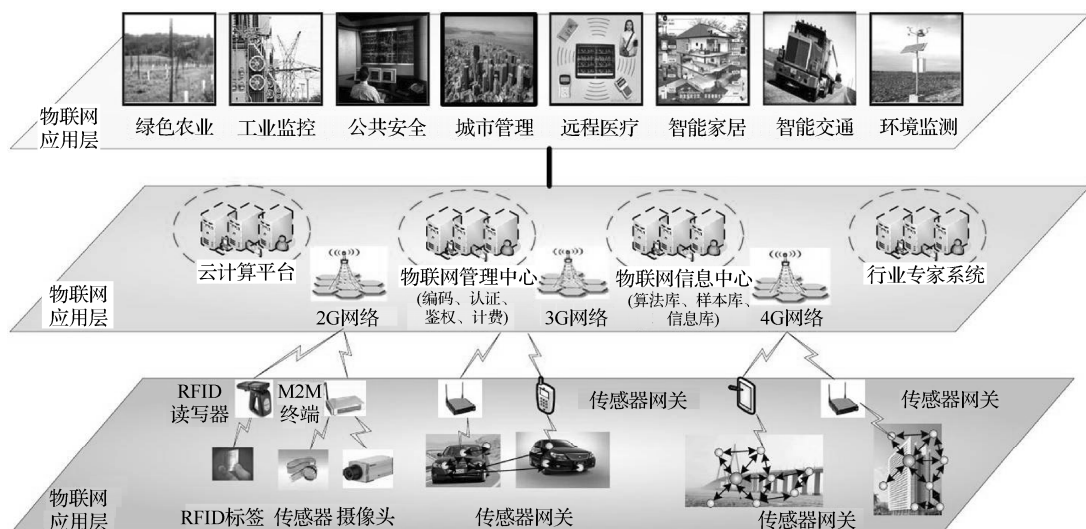 绿色农业
工业监控
公共安全
城市管理
远程医疗
智能家居
智能交通
环境监测
物联网
应用层
云计算平台
物联网管理中心
(编码、认证、
鉴权、计费)
物联网信息中心
(算法库、样本库、
信息库)
行业专家系统
2G网络
3G网络
4G网络
物联网
应用层
RFID
读写器
M2M
终端
传感器网关
传感器网关
RFID标签
传感器
摄像头
传感器网关
传感器网关
物联网
应用层